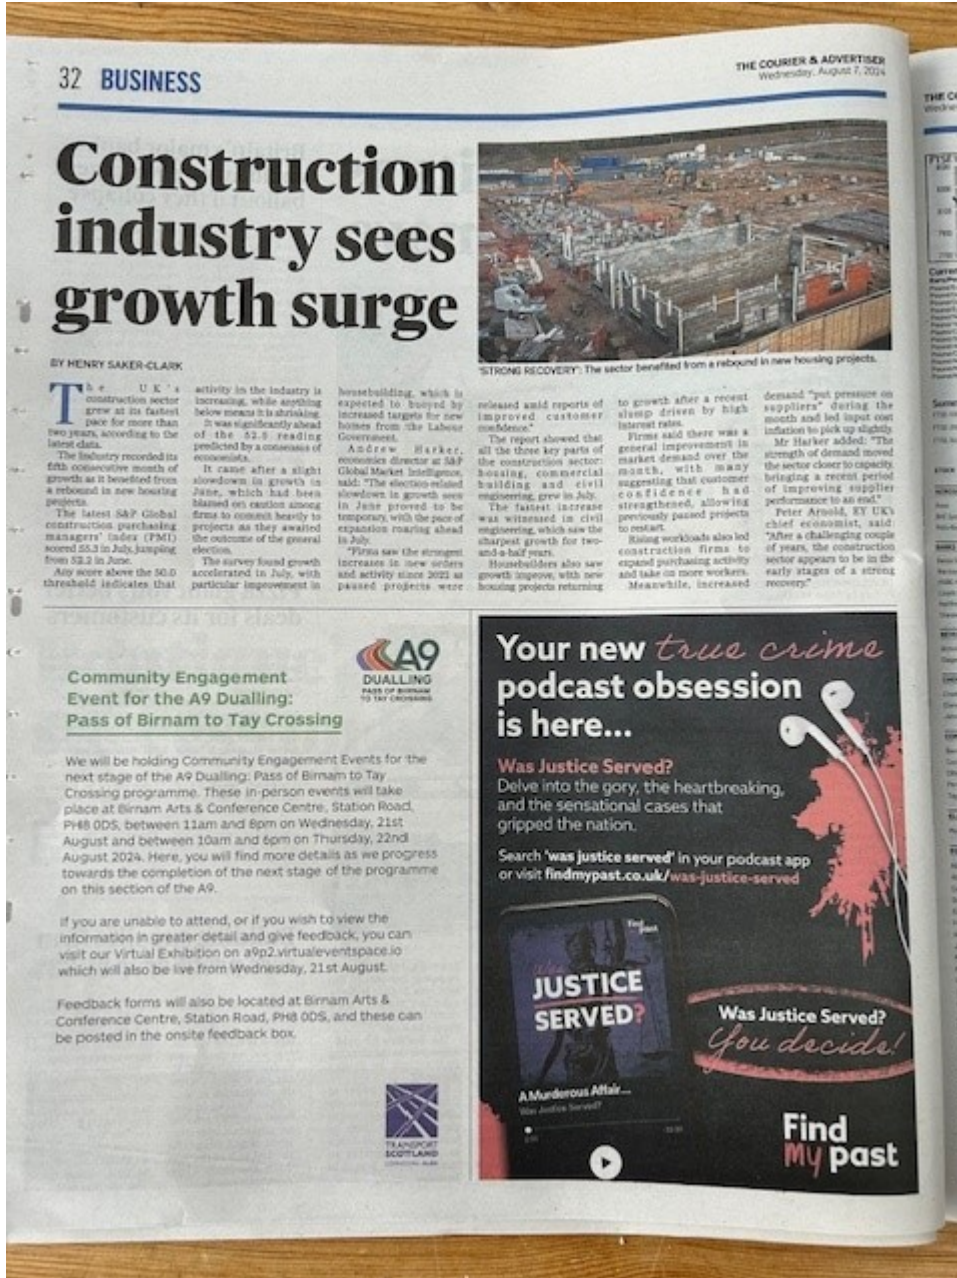 32 BUSINESS
THE COURIER & ADVERTISER
Wednesday, August 7, 2024
Construction
industry sees
growth surge
'STRONG RECOVERY': The sector benefited from a rebound in new housing projects.
BY HENRY SAKER-CLARK
The UK's
construction sector
grew at its fastest
pace for more than
two years, according to the
latest data.
The industry recorded its
fifth consecutive month of
growth as it benefited from
a rebound in new housing
projects.
The latest S&P Global
construction purchasing
managers' index (PMI)
scored 55.3 in July, jumping
from 52.2 in June.
Any score above the 50.0
threshold indicates that
activity in the industry is
increasing, while anything
below means it is shrinking.
It was significantly ahead
of the 52.5 reading
predicted by a consensus of
economists.
It came after a slight
slowdown in growth in
June, which had been
blamed on caution among
firms to commit heavily to
projects as they awaited
the outcome of the general
election.
The survey found growth
accelerated in July, with
particular improvement in
housebuilding, which is
expected to buoyed by
increased targets for new
homes from the Labour
Government.
Andrew Harker,
economics director at S&P
Global Market Intelligence,
said: "The election-related
slowdown in growth seen
in June proved to be
temporary, with the pace of
expansion roaring ahead
in July.
"Firms saw the strongest
increases in new orders
and activity since 2022 as
paused projects were
released amid reports of
improved customer
confidence."
The report showed that
all the three key parts of
the construction sector:
housing, commercial
building and civil
engineering, grew in July.
The fastest increase
was witnessed in civil
engineering, which saw the
sharpest growth for two-
and-a-half years.
Housebuilders also saw
growth improve, with new
housing projects returning
to growth after a recent
slump driven by high
interest rates.
Firms said there was a
general improvement in
market demand over the
month, with many
suggesting that customer
confidence had
strengthened, allowing
previously paused projects
to restart.
Rising workloads also led
construction firms to
expand purchasing activity
and take on more workers.
Meanwhile, increased
demand "put pressure on
suppliers" during the
month and led input cost
inflation to pick up slightly.
Mr Harker added: "The
strength of demand moved
the sector closer to capacity,
bringing a recent period
of improving supplier
performance to an end."
Peter Arnold, EY UK's
chief economist, said:
"After a challenging couple
of years, the construction
sector appears to be in the
early stages of a strong
recovery."
A9
DUALLING
PASS OF BIRNAM
TO TAY CROSSING
Community Engagement
Event for the A9 Dualling:
Pass of Birnam to Tay Crossing
We will be holding Community Engagement Events for the
next stage of the A9 Dualling: Pass of Birnam to Tay
Crossing programme. These in-person events will take
place at Birnam Arts & Conference Centre, Station Road,
PH8 0DS, between 11am and 8pm on Wednesday, 21st
August and between 10am and 6pm on Thursday, 22nd
August 2024. Here, you will find more details as we progress
towards the completion of the next stage of the programme
on this section of the A9.
If you are unable to attend, or if you wish to view the
information in greater detail and give feedback, you can
visit our Virtual Exhibition on a9p2.virtualeventspace.io
which will also be live from Wednesday, 21st August.
Feedback forms will also be located at Birnam Arts &
Conference Centre, Station Road, PH8 0DS, and these can
be posted in the onsite feedback box.
TRANSPORT
SCOTLAND
Your new true crime
podcast obsession
is here...
Was Justice Served?
Delve into the gory, the heartbreaking,
and the sensational cases that
gripped the nation.
Search 'was justice served' in your podcast app
or visit findmypast.co.uk/was-justice-served
Find
My past
Was
JUSTICE
SERVED?
A Murderous Affair...
Was Justice Served?
Was Justice Served?
You decide!
Find
My past